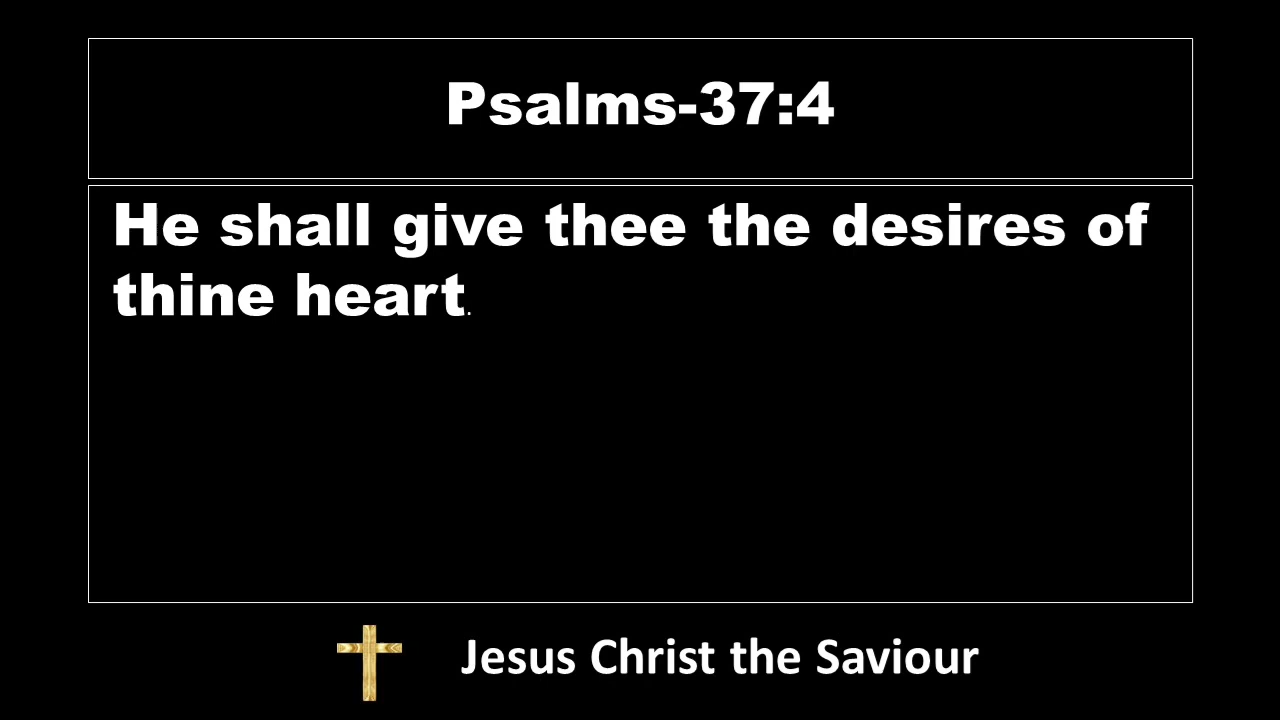 Psalms-37:4
He shall give thee the desires of
thine heart.
Jesus Christ the Saviour